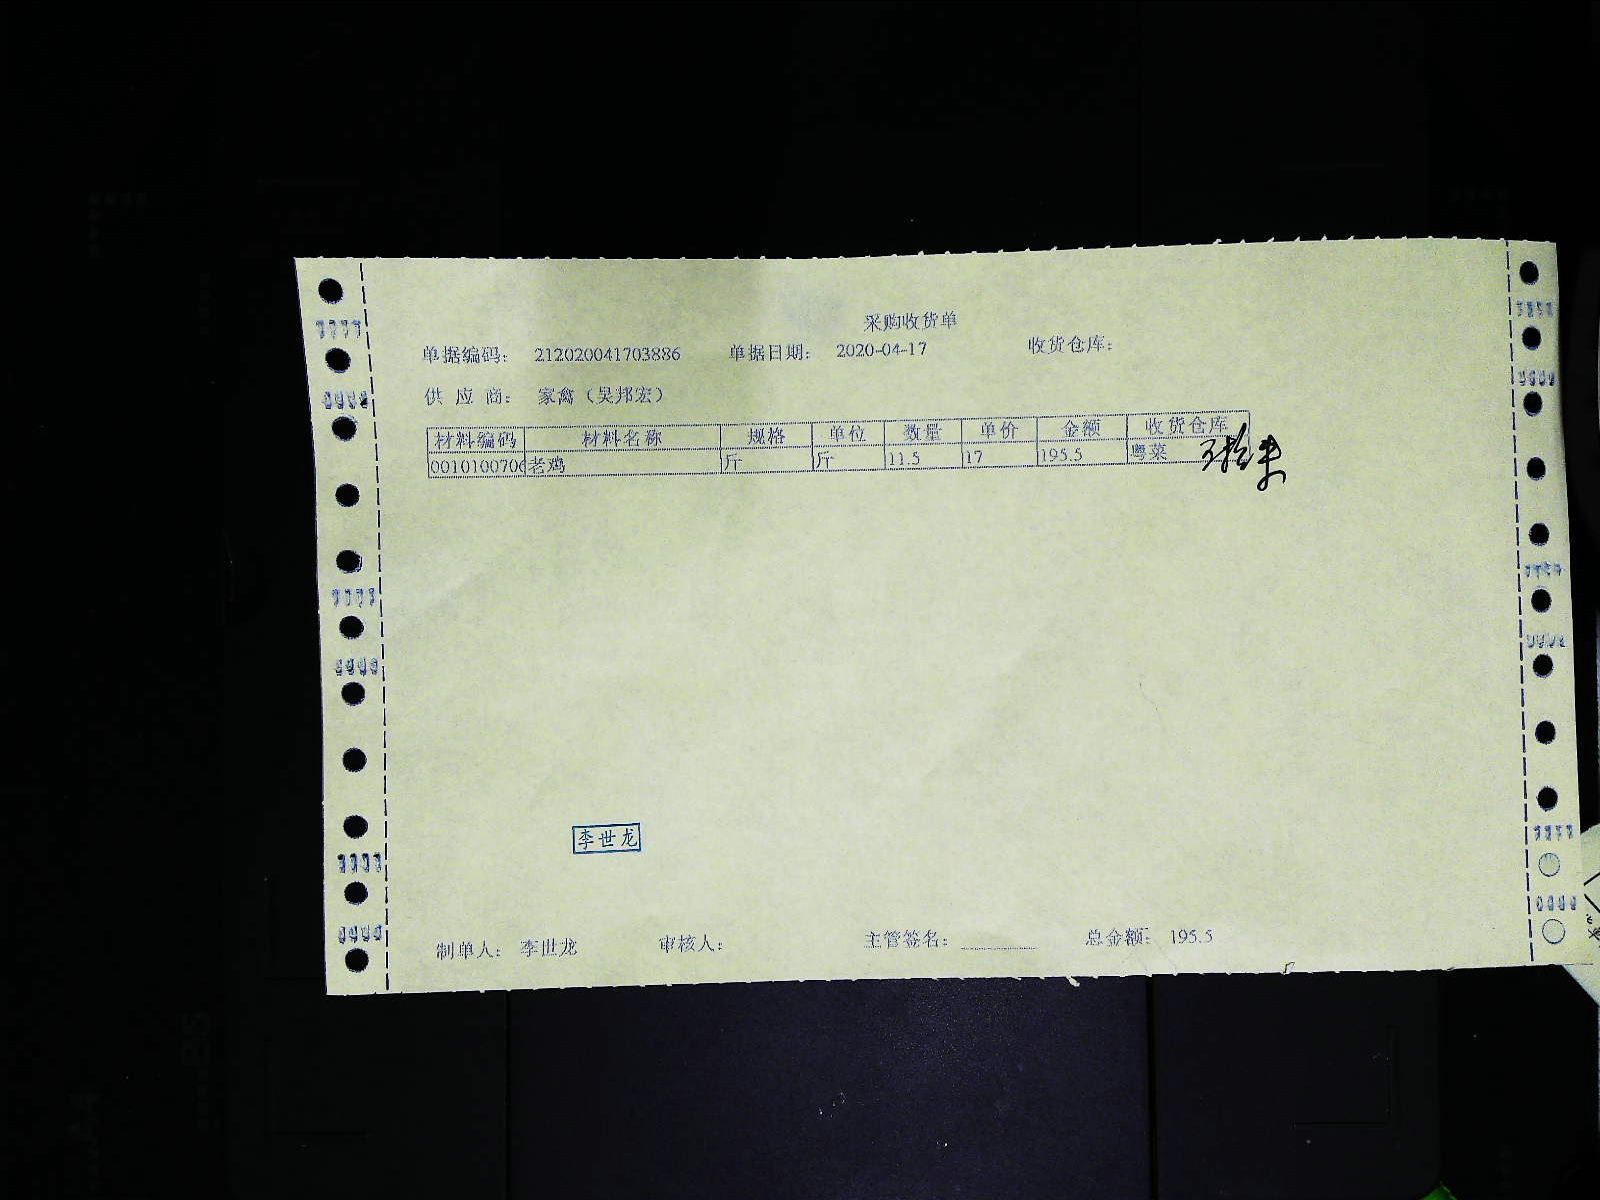 采购收货单
单据编码: 212020041703886 单据日期: 2020-04-17 收货仓库:
供应商: 家禽（吴邦宏）
材料编码 材料名称 规格 单位 数量 单价 金额 收货仓库
0010100706 老鸡 斤 斤 11.5 17 195.5 粤菜
李世龙
制单人: 李世龙 审核人: 主管签名: 总金额: 195.5